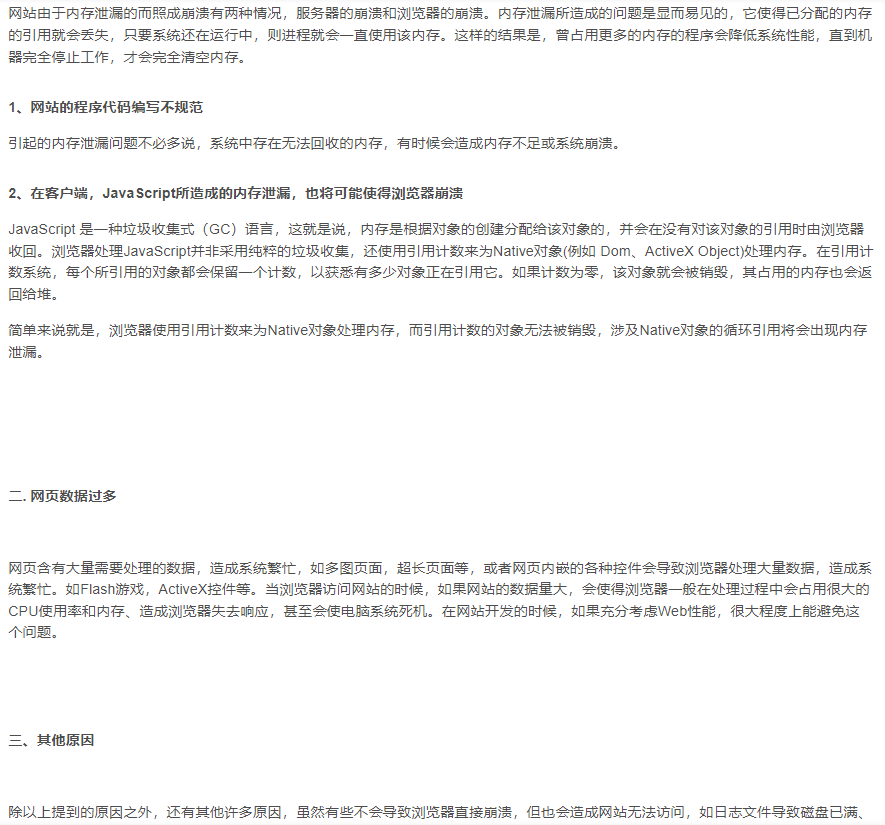 网站由于内存泄漏的而照成崩溃有两种情况，服务器的崩溃和浏览器的崩溃。内存泄漏所造成的问题是显而易见的，它使得已分配的内存
的引用就会丢失，只要系统还在运行中，则进程就会一直使用该内存。这样的结果是，曾占用更多的内存的程序会降低系统性能，直到机
器完全停止工作，才会完全清空内存。
1、网站的程序代码编写不规范
引起的内存泄漏问题不必多说，系统中存在无法回收的内存，有时候会造成内存不足或系统崩溃。
2、在客户端，JavaScript所造成的内存泄漏，也将可能使得浏览器崩溃
JavaScript 是一种垃圾收集式（GC）语言，这就是说，内存是根据对象的创建分配给该对象的，并会在没有对该对象的引用时由浏览器
收回。浏览器处理JavaScript并非采用纯粹的垃圾收集，还使用引用计数来为Native对象(例如 Dom、ActiveX Object)处理内存。在引用计
数系统，每个所引用的对象都会保留一个计数，以获悉有多少对象正在引用它。如果计数为零，该对象就会被销毁，其占用的内存也会返
回给堆。
简单来说就是，浏览器使用引用计数来为Native对象处理内存，而引用计数的对象无法被销毁，涉及Native对象的循环引用将会出现内存
泄漏。
二. 网页数据过多
网页含有大量需要处理的数据，造成系统繁忙，如多图页面，超长页面等，或者网页内嵌的各种控件会导致浏览器处理大量数据，造成系
统繁忙。如Flash游戏，ActiveX控件等。当浏览器访问网站的时候，如果网站的数据量大，会使得浏览器一般在处理过程中会占用很大的
CPU使用率和内存、造成浏览器失去响应，甚至会使电脑系统死机。在网站开发的时候，如果充分考虑Web性能，很大程度上能避免这
个问题。
三、其他原因
除以上提到的原因之外，还有其他许多原因，虽然有些不会导致浏览器直接崩溃，但也会造成网站无法访问，如日志文件导致磁盘已满、